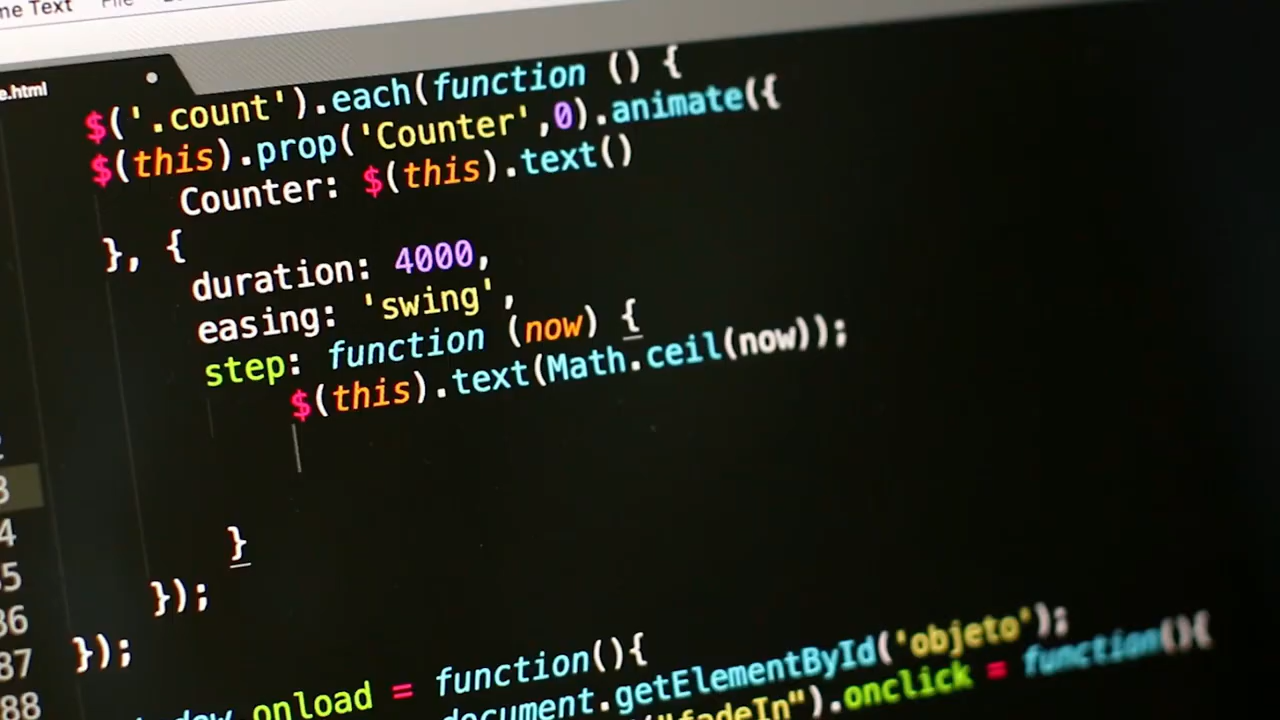 me Text File
e.html
$('.count').each(function () {
$(this).prop('Counter',0).animate({
Counter: $(this).text()
}, {
duration: 4000,
easing: 'swing',
step: function (now) {
$(this).text(Math.ceil(now));
3
4
}
5
});
86
87
});
88
onload = function(){
document.getElementById('objeto');
"#fadeIn").onclick = function(){